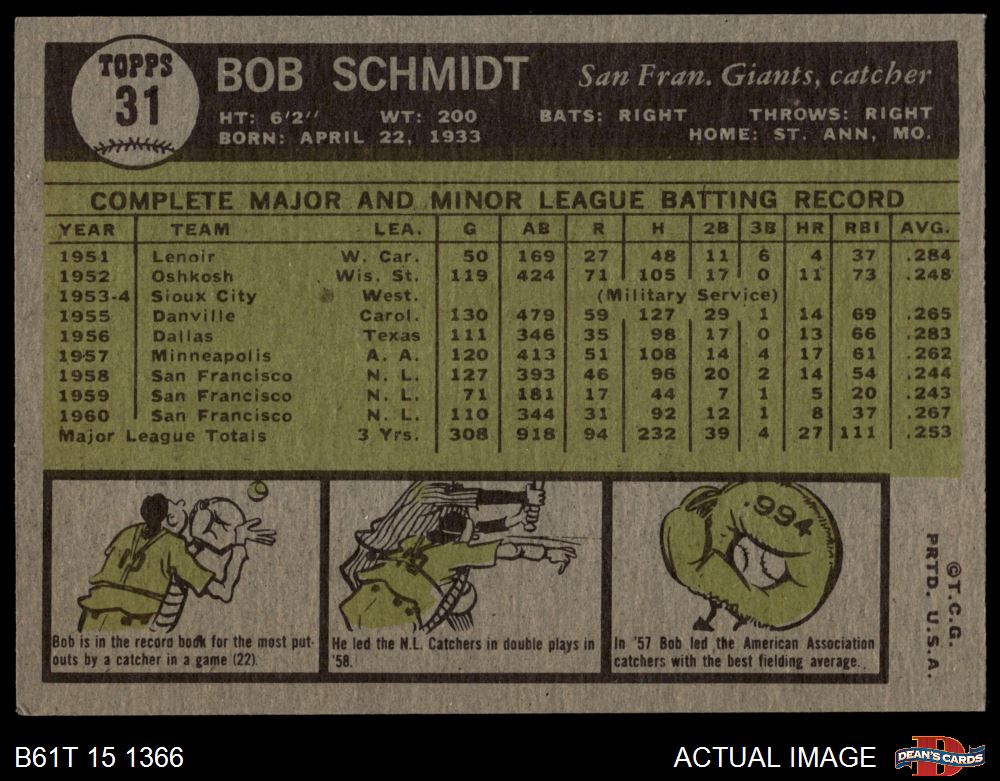 TOPPS
31
BOB SCHMIDT San Fran. Giants, catcher
HT: 6'2" WT: 200 BATS: RIGHT THROWS: RIGHT
BORN: APRIL 22, 1933 HOME: ST. ANN, MO.
COMPLETE MAJOR AND MINOR LEAGUE BATTING RECORD
YEAR TEAM LEA. G AB R H 2B 3B HR RBI AVG.
1951 Lenoir W. Car. 50 169 27 48 11 6 4 37 .284
1952 Oshkosh Wis. St. 119 424 71 105 17 0 11 73 .248
1953-4 Sioux City West. (Military Service)
1955 Danville Carol. 130 479 59 127 29 1 14 69 .265
1956 Dallas Texas 111 346 35 98 17 0 13 66 .283
1957 Minneapolis A. A. 120 413 51 108 14 4 17 61 .262
1958 San Francisco N. L. 127 393 46 96 20 2 14 54 .244
1959 San Francisco N. L. 71 181 17 44 7 1 5 20 .243
1960 San Francisco N. L. 110 344 31 92 12 1 8 37 .267
Major League Totals 3 Yrs. 308 918 94 232 39 4 27 111 .253
13
.994
Bob is in the record book for the most put-
outs by a catcher in a game (22).
He led the N.L. Catchers in double plays in
'58.
In '57 Bob led the American Association
catchers with the best fielding average.
©T.C.G.
PRTD. U.S.A.
B61T 15 1366
ACTUAL IMAGE
D
DEAN'S CARDS